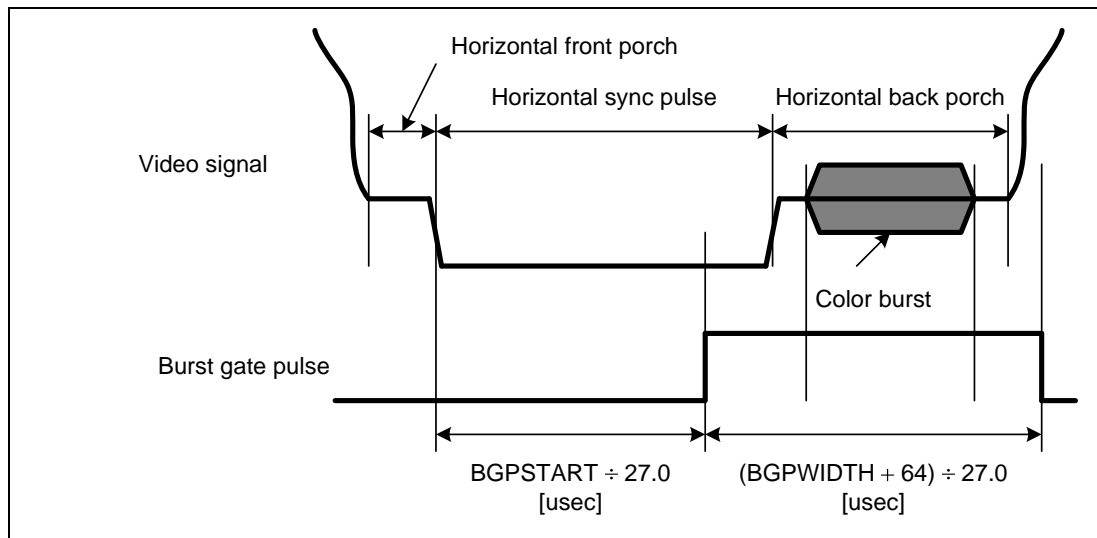 Horizontal front porch
Horizontal sync pulse
Horizontal back porch
Video signal
Color burst
Burst gate pulse
BGPSTART ÷ 27.0
[usec]
(BGPWIDTH + 64) ÷ 27.0
[usec]